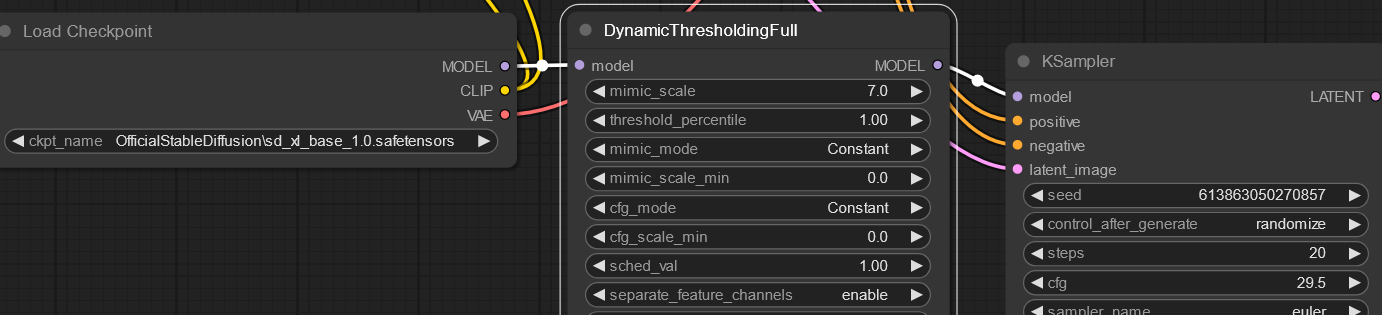 Load Checkpoint
MODEL
CLIP
VAE
ckpt_name OfficialStableDiffusion\sd_xl_base_1.0.safetensors
DynamicThresholdingFull
model MODEL
mimic_scale 7.0
threshold_percentile 1.00
mimic_mode Constant
mimic_scale_min 0.0
cfg_mode Constant
cfg_scale_min 0.0
sched_val 1.00
separate_feature_channels enable
KSampler
model LATENT
positive
negative
latent_image
seed 613863050270857
control_after_generate randomize
steps 20
cfg 29.5
sampler_name euler